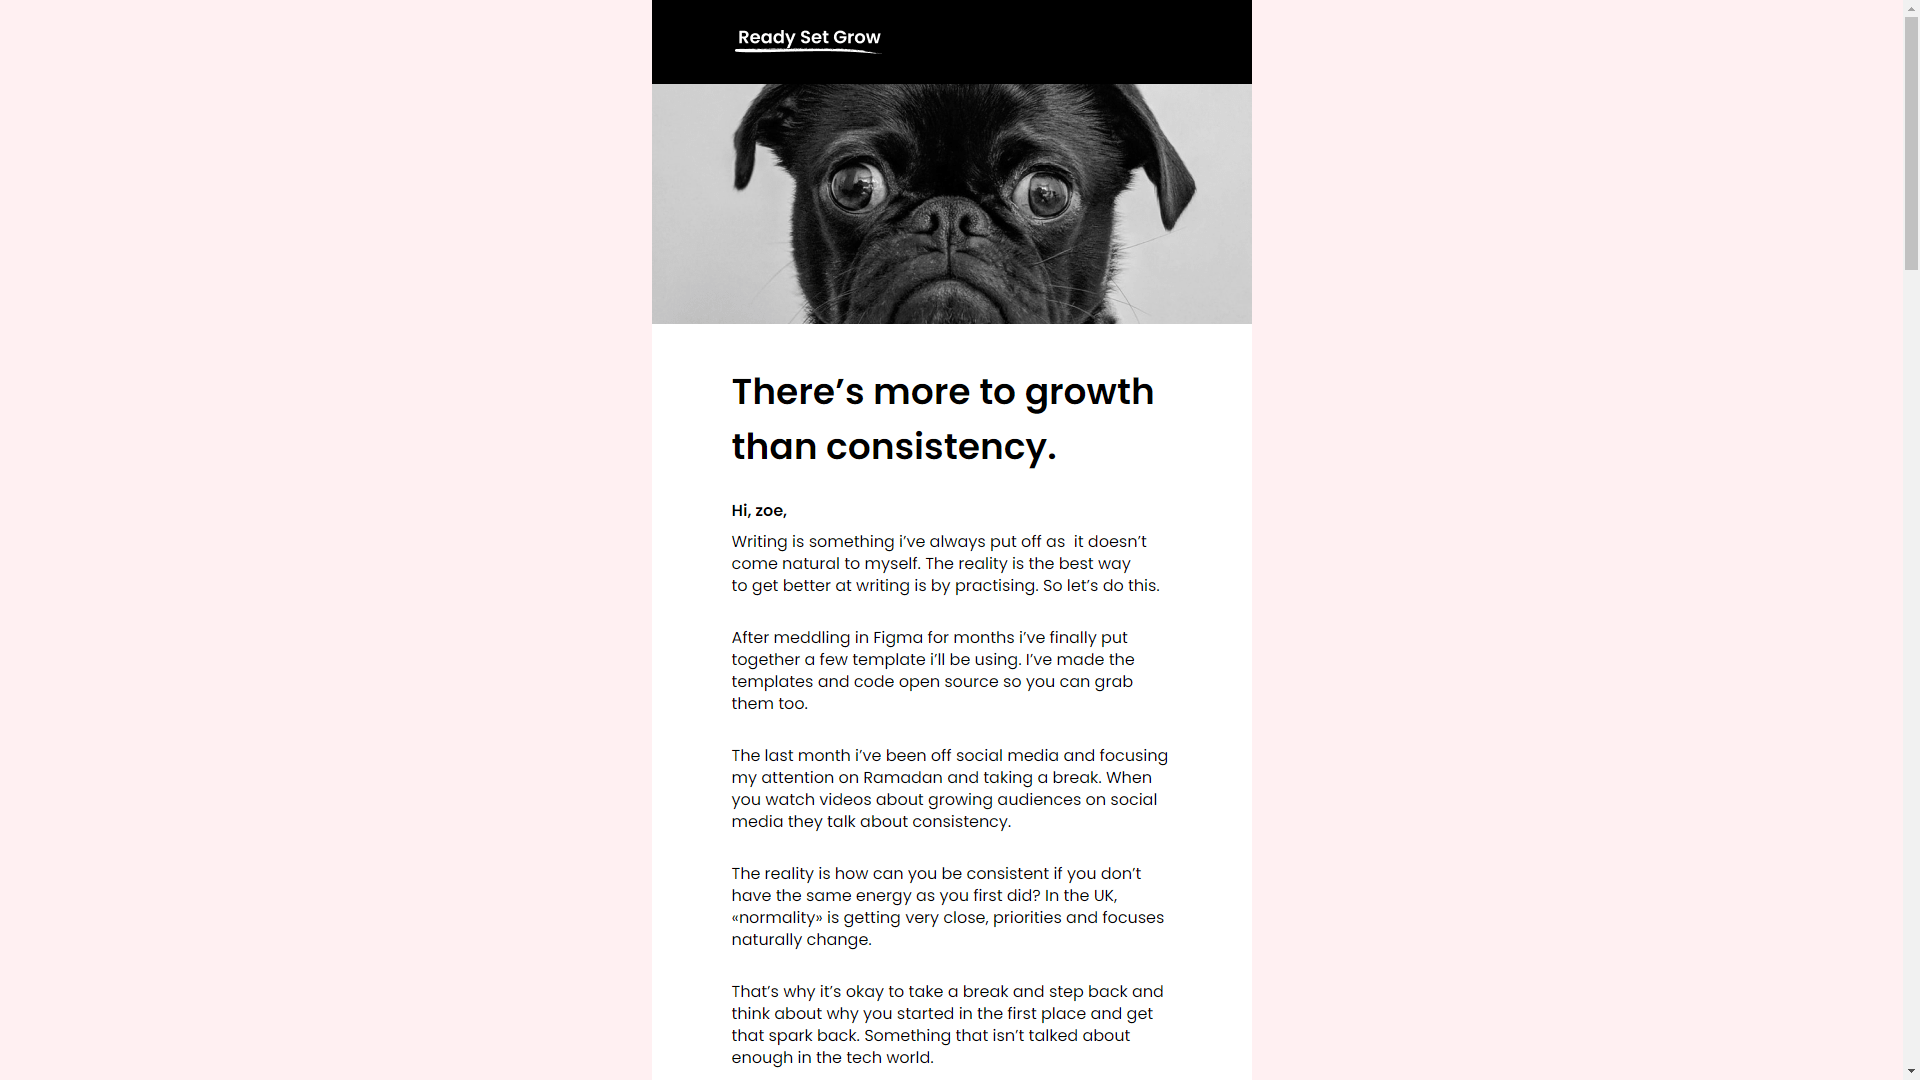 Ready Set Grow
There’s more to growth
than consistency.
Hi, zoe,
Writing is something i’ve always put off as  it doesn’t
come natural to myself. The reality is the best way
to get better at writing is by practising. So let’s do this.
After meddling in Figma for months i’ve finally put
together a few template i’ll be using. I’ve made the
templates and code open source so you can grab
them too.
The last month i’ve been off social media and focusing
my attention on Ramadan and taking a break. When
you watch videos about growing audiences on social
media they talk about consistency.
The reality is how can you be consistent if you don’t
have the same energy as you first did? In the UK,
«normality» is getting very close, priorities and focuses
naturally change.
That’s why it’s okay to take a break and step back and
think about why you started in the first place and get
that spark back. Something that isn’t talked about
enough in the tech world.